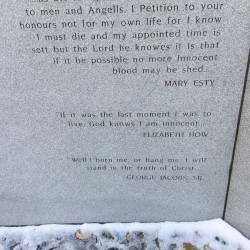 to men and Angells. I Petition to your
honours not for my own life for I know
I must die and my appointed time is
sett but the Lord he knowes it Is that
if it be possible no more Innocent
blood may be shed...
MARY ESTY
"If it was the last moment I was to
live, God knows I am innocent..."
ELIZABETH HOW
"Well! burn me, or hang me, I will
stand in the truth of Christ..."
GEORGE JACOBS, SR.